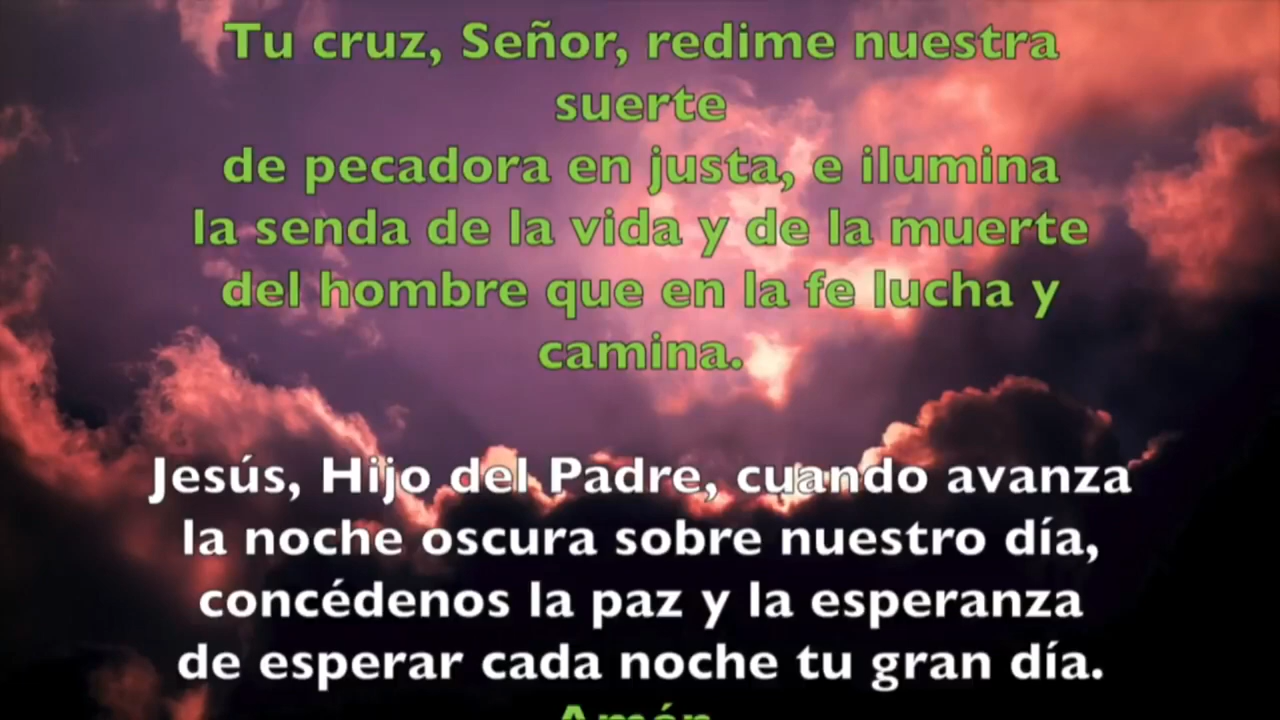 Tu cruz, Señor, redime nuestra
suerte
de pecadora en justa, e ilumina
la senda de la vida y de la muerte
del hombre que en la fe lucha y
camina.
Jesús, Hijo del Padre, cuando avanza
la noche oscura sobre nuestro día,
concédenos la paz y la esperanza
de esperar cada noche tu gran día.
Amén